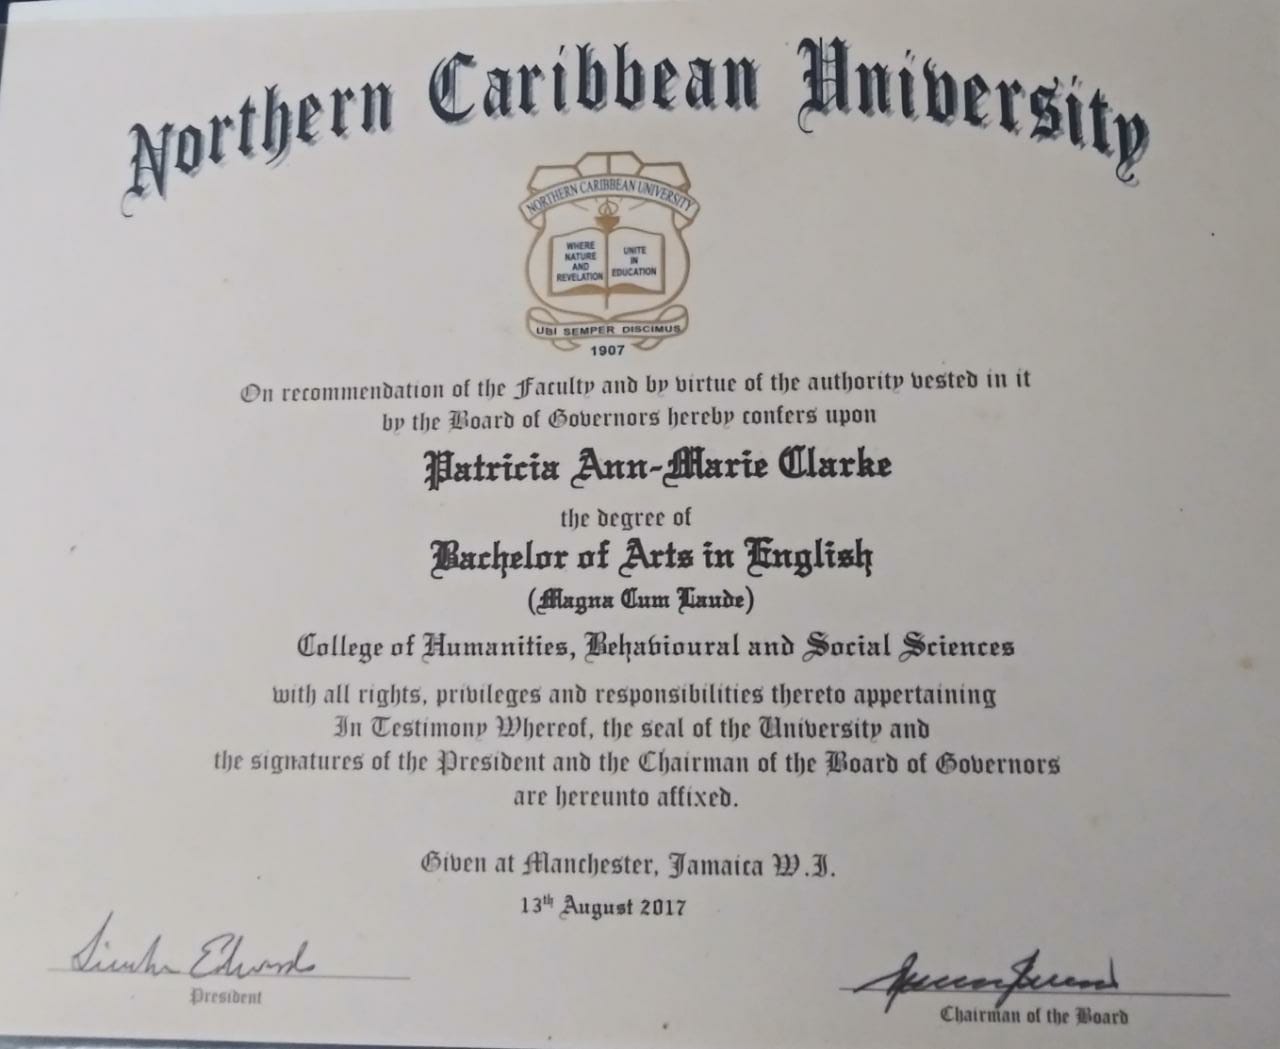 Northern Caribbean University
NORTHERN CARIBBEAN UNIVERSITY
WHERE
NATURE
AND
REVELATION
UNITE
IN
EDUCATION
UBI SEMPER DISCIMUS
1907
On recommendation of the Faculty and by virtue of the authority vested in it
by the Board of Governors hereby confers upon
Patricia Ann-Marie Clarke
the degree of
Bachelor of Arts in English
(Magna Cum Laude)
College of Humanities, Behavioural and Social Sciences
with all rights, privileges and responsibilities thereto appertaining
In Testimony Whereof, the seal of the University and
the signatures of the President and the Chairman of the Board of Governors
are hereunto affixed.
Given at Manchester, Jamaica W.I.
13th August 2017
Edwards
President
Chairman of the Board